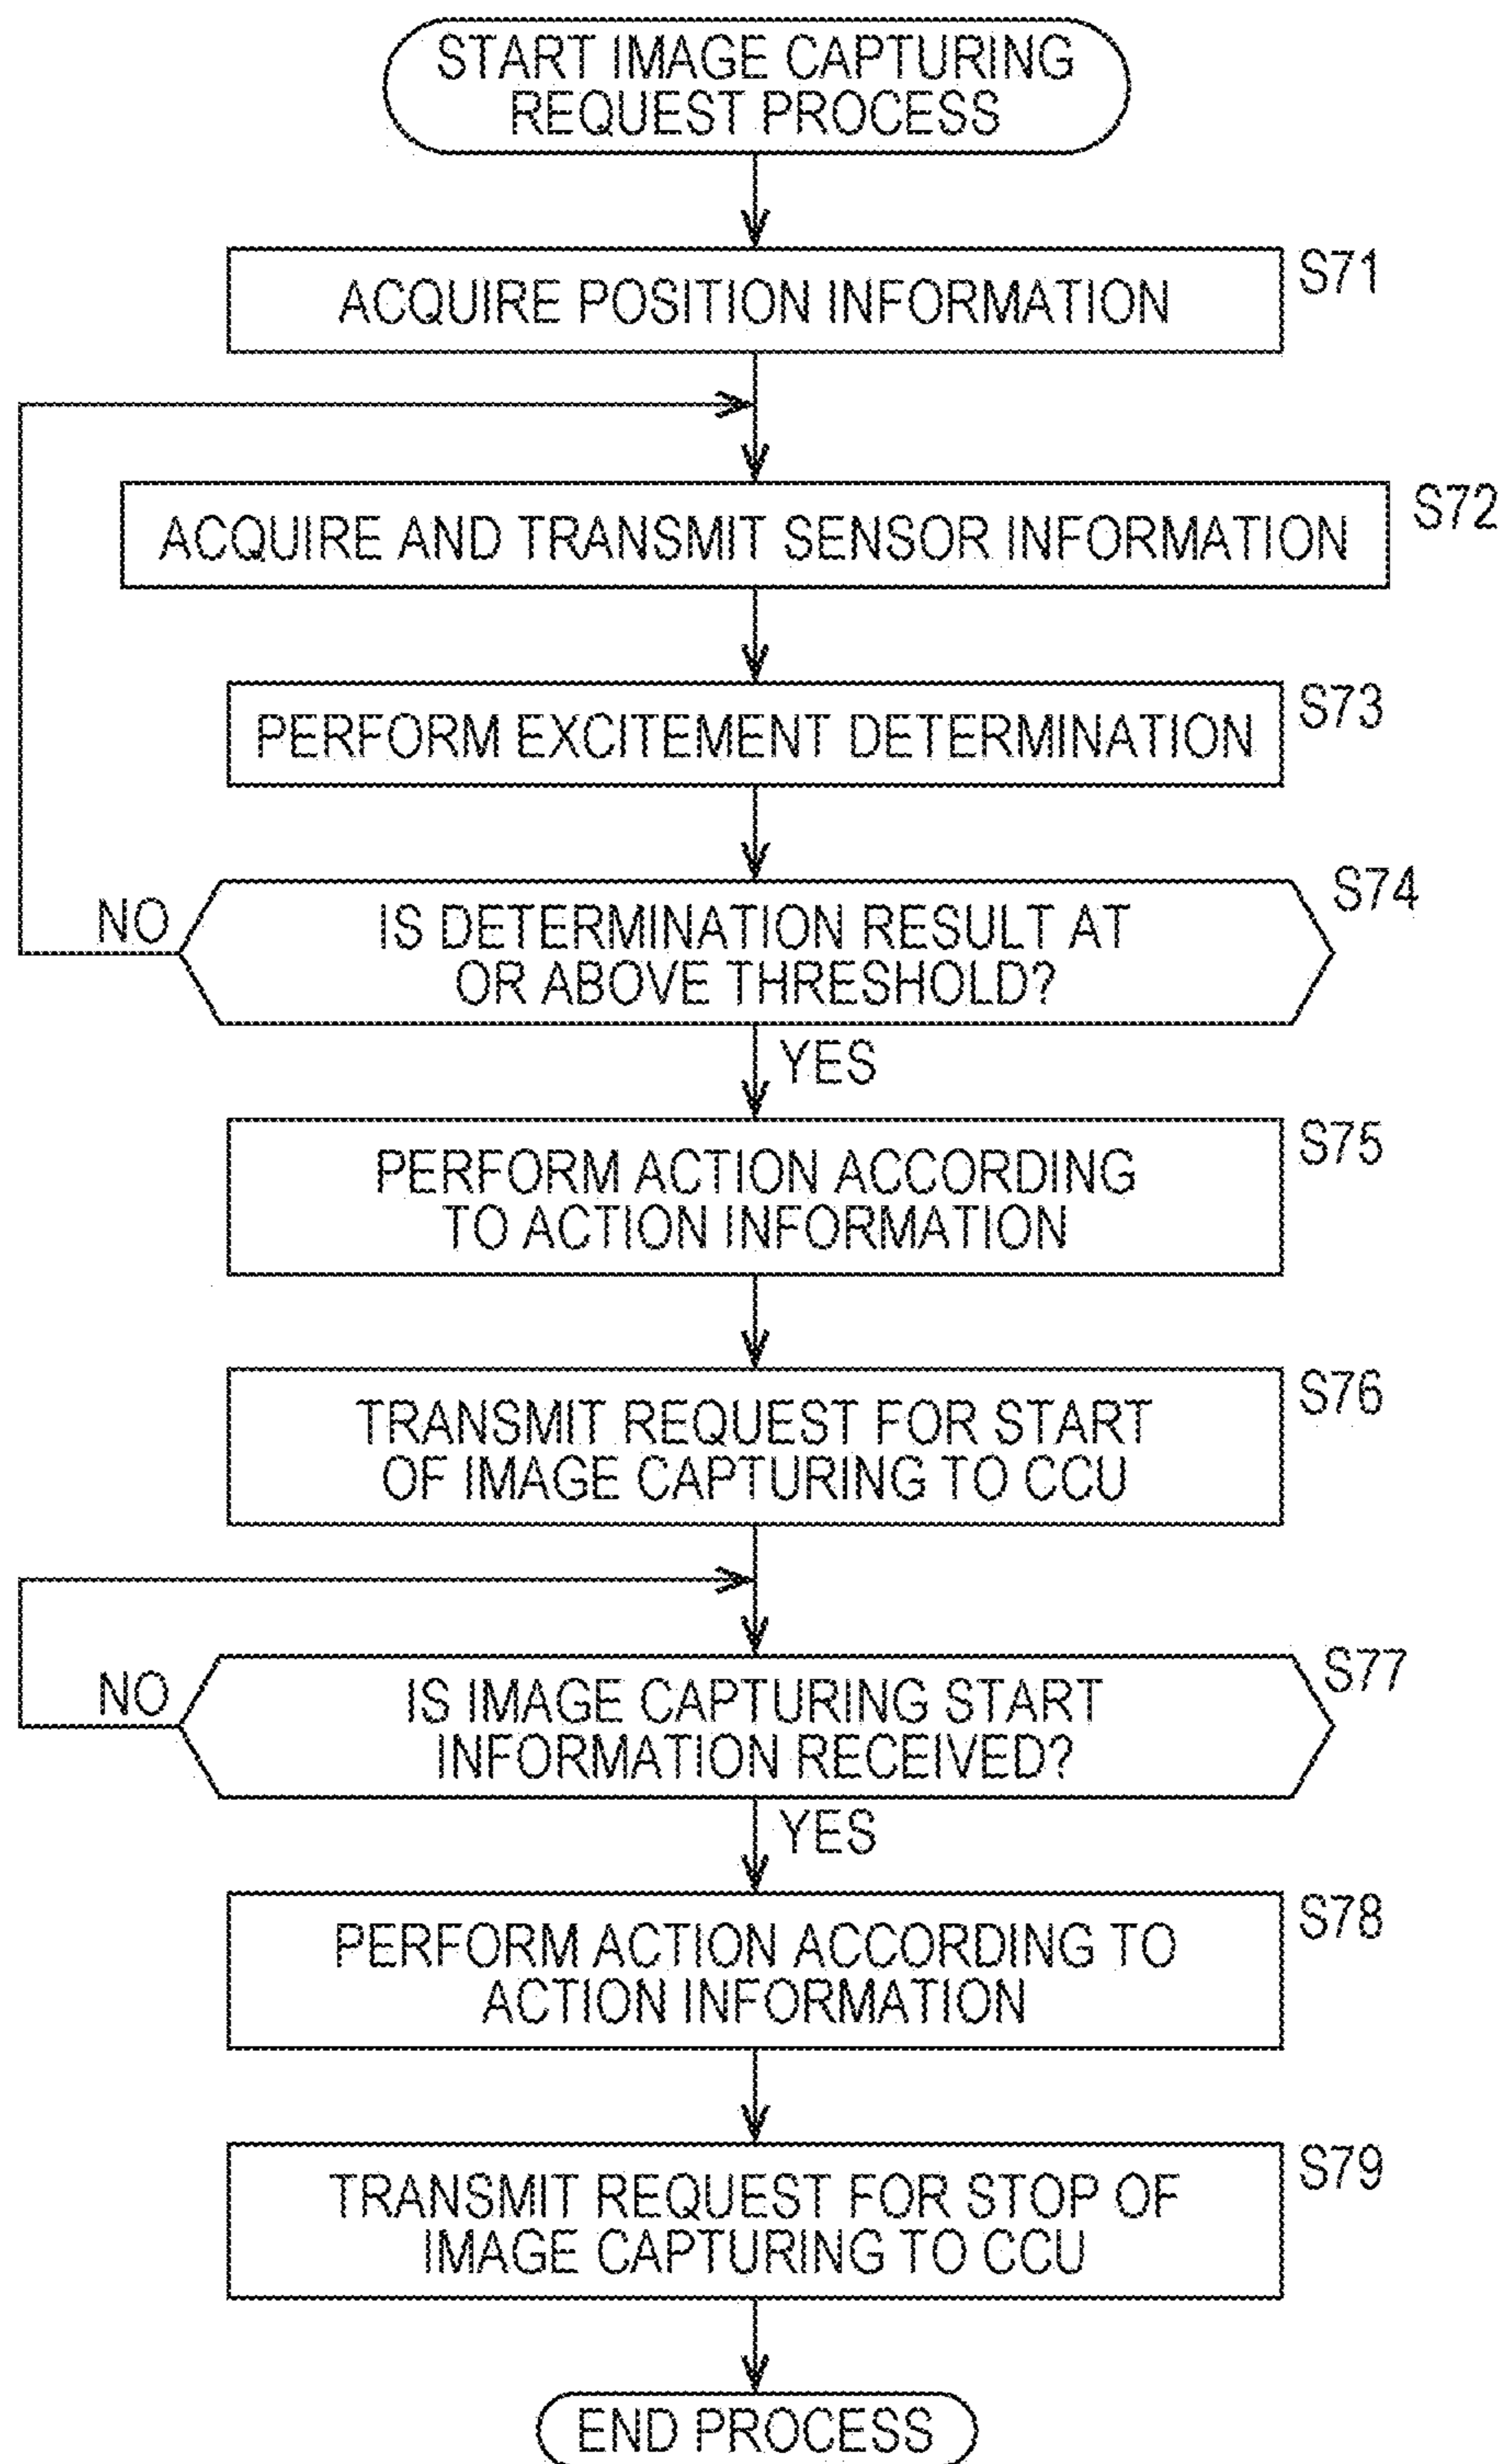 START IMAGE CAPTURING
REQUEST PROCESS
S71
ACQUIRE POSITION INFORMATION
S72
ACQUIRE AND TRANSMIT SENSOR INFORMATION
S73
PERFORM EXCITEMENT DETERMINATION
S74
NO
IS DETERMINATION RESULT AT
OR ABOVE THRESHOLD?
YES
S75
PERFORM ACTION ACCORDING
TO ACTION INFORMATION
S76
TRANSMIT REQUEST FOR START
OF IMAGE CAPTURING TO CCU
S77
NO
IS IMAGE CAPTURING START
INFORMATION RECEIVED?
YES
S78
PERFORM ACTION ACCORDING TO
ACTION INFORMATION
S79
TRANSMIT REQUEST FOR STOP OF
IMAGE CAPTURING TO CCU
END PROCESS